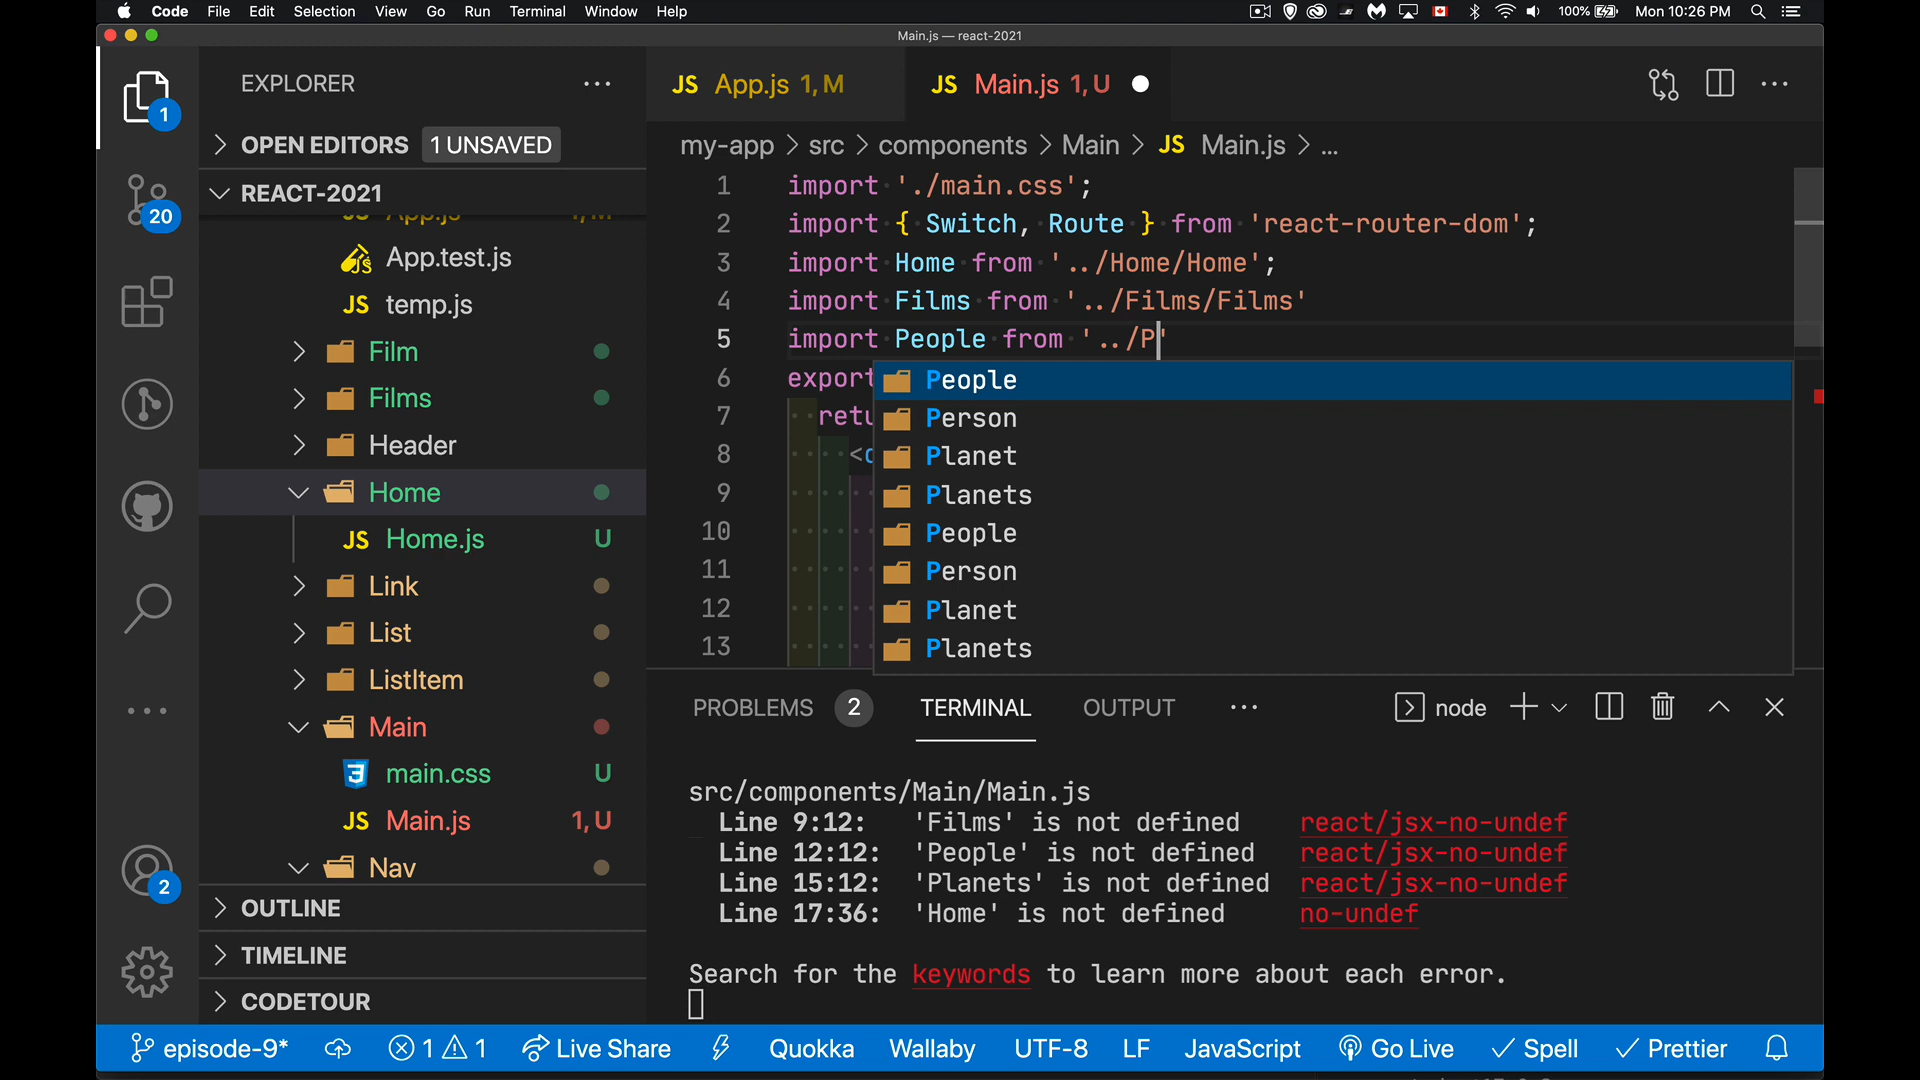 Code File Edit Selection View Go Run Terminal Window Help 100% Mon 10:26 PM
Main.js — react-2021
EXPLORER
OPEN EDITORS 1 UNSAVED
REACT-2021
JS App.js 1, M
App.test.js
JS temp.js
Film
Films
Header
Home
JS Home.js U
Link
List
ListItem
Main
main.css U
JS Main.js 1, U
Nav
OUTLINE
TIMELINE
CODETOUR
1
20
2
JS App.js 1, M JS Main.js 1, U
my-app > src > components > Main > JS Main.js > ...
1 import './main.css';
2 import { Switch, Route } from 'react-router-dom';
3 import Home from '../Home/Home';
4 import Films from '../Films/Films'
5 import People from '../P'
6 export
7 retu
8 <d
9
10
11
12
13
People
Person
Planet
Planets
People
Person
Planet
Planets
PROBLEMS 2 TERMINAL OUTPUT ... node
src/components/Main/Main.js
Line 9:12: 'Films' is not defined react/jsx-no-undef
Line 12:12: 'People' is not defined react/jsx-no-undef
Line 15:12: 'Planets' is not defined react/jsx-no-undef
Line 17:36: 'Home' is not defined no-undef
Search for the keywords to learn more about each error.
episode-9* 1 1 Live Share Quokka Wallaby UTF-8 LF JavaScript Go Live Spell Prettier